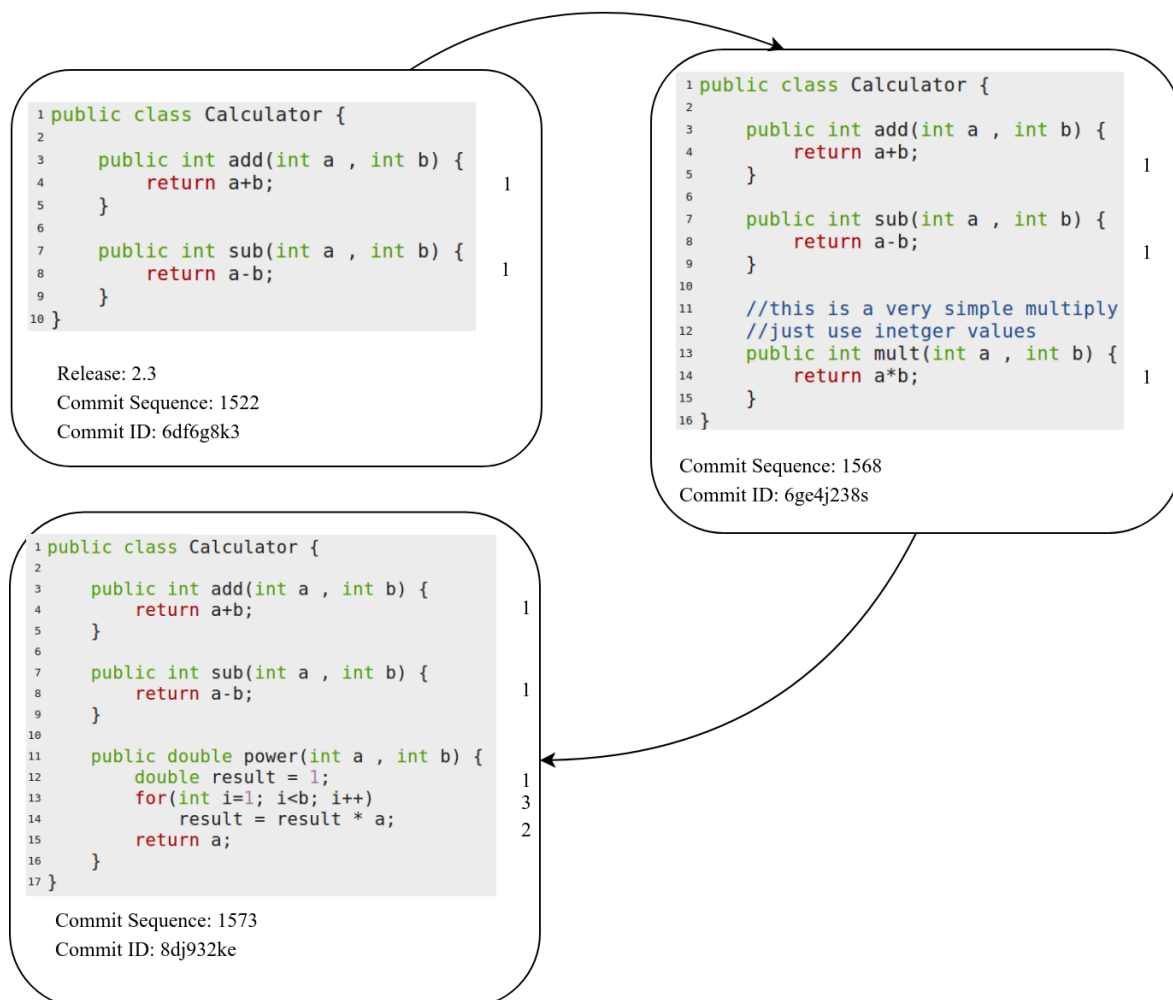 1 public class Calculator {
2
3     public int add(int a , int b) {
4         return a+b;     1
5     }
6
7     public int sub(int a , int b) {
8         return a-b;     1
9     }
10 }
Release: 2.3
Commit Sequence: 1522
Commit ID: 6df6g8k3
1 public class Calculator {
2
3     public int add(int a , int b) {
4         return a+b;     1
5     }
6
7     public int sub(int a , int b) {
8         return a-b;     1
9     }
10
11     //this is a very simple multiply
12     //just use inetger values
13     public int mult(int a , int b) {
14         return a*b;     1
15     }
16 }
Commit Sequence: 1568
Commit ID: 6ge4j238s
1 public class Calculator {
2
3     public int add(int a , int b) {
4         return a+b;     1
5     }
6
7     public int sub(int a , int b) {
8         return a-b;     1
9     }
10
11     public double power(int a , int b) {
12         double result = 1;     1
13         for(int i=1; i<b; i++)     3
14             result = result * a;     2
15         return a;
16     }
17 }
Commit Sequence: 1573
Commit ID: 8dj932ke